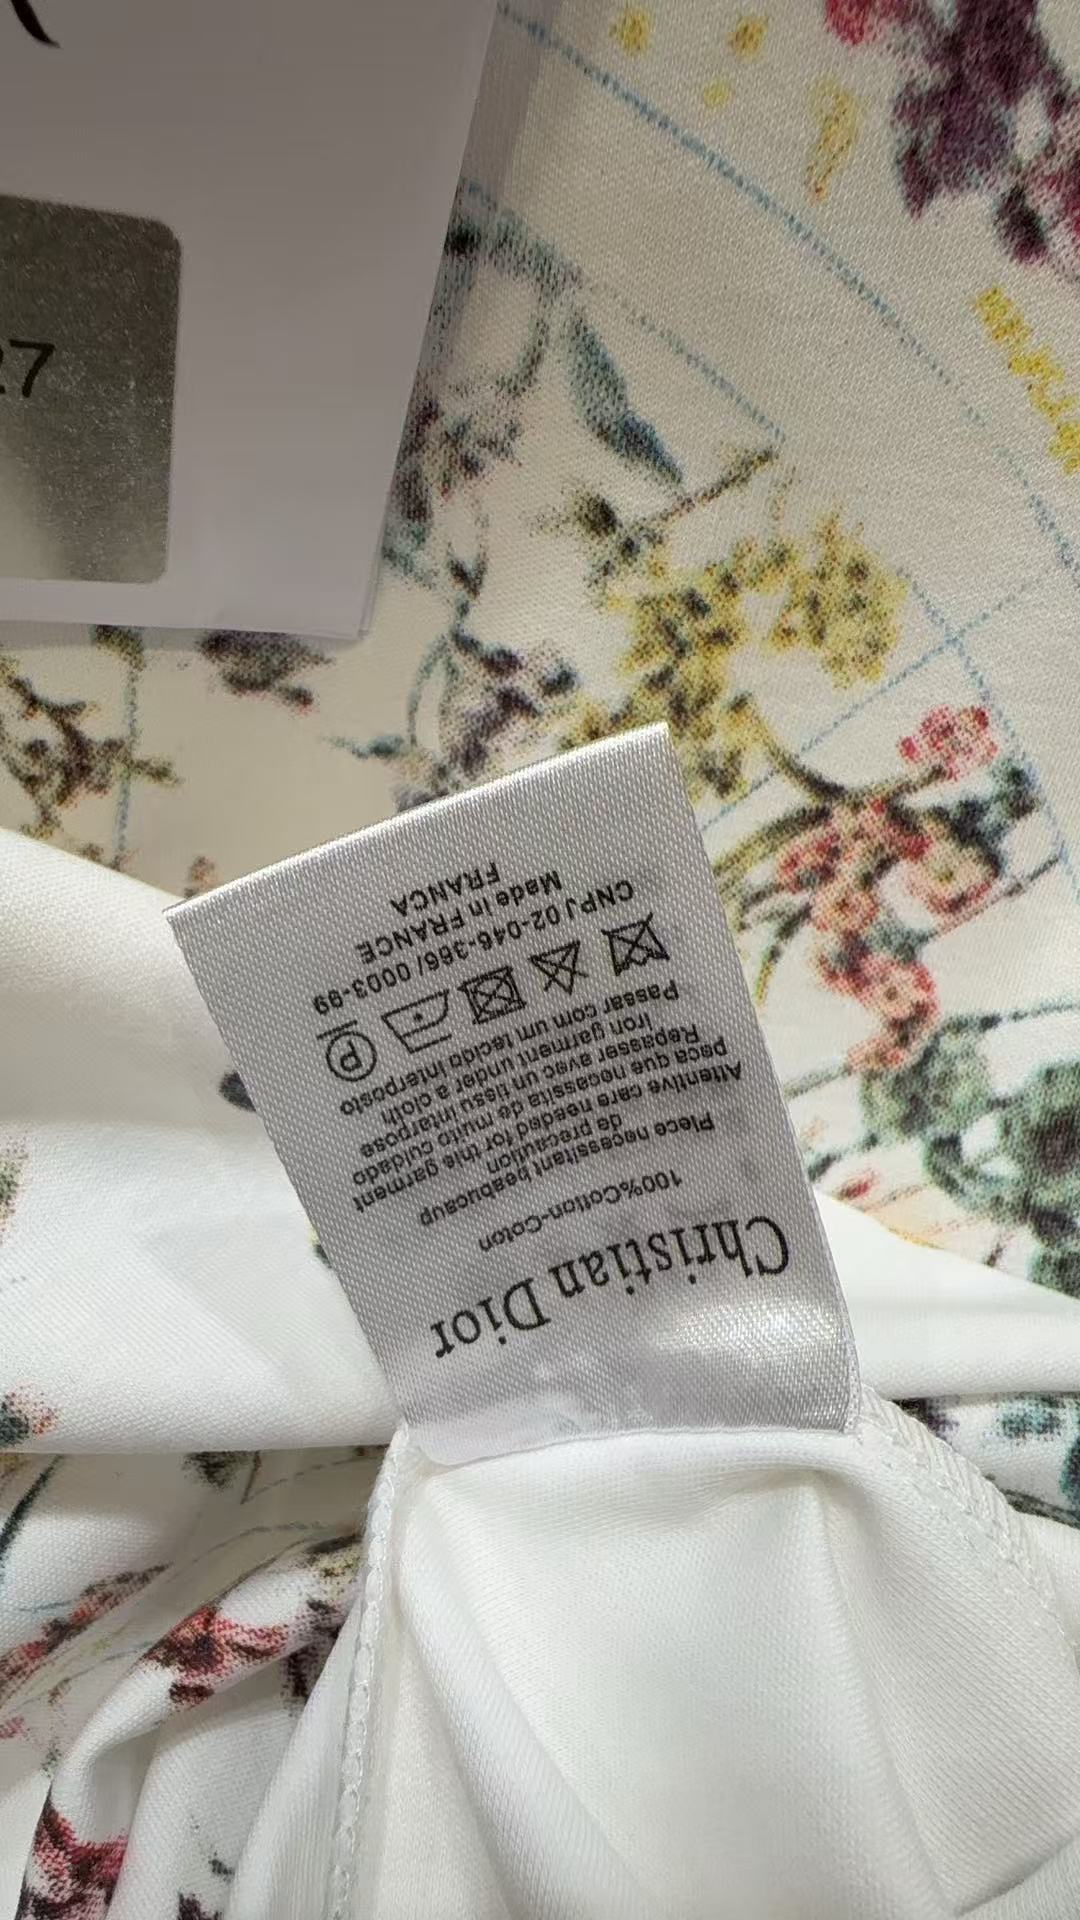 27
Christian Dior
100%Cotton-Coton
Piece necessitant beabucaup
de precaution
Attentive care needed for this garment
peca que necessita de muito cuidado
Repasser avec un tissu interpose
iron garment under a cloth
Passar com um tecido interposto
P
CNPJ 02-046-366/0003-99
Made in FRANCE
FRANCA